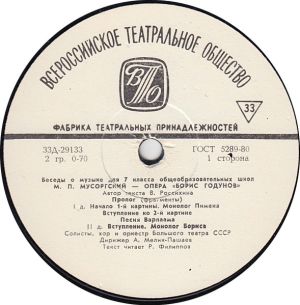 ВСЕРОССИЙСКОЕ ТЕАТРАЛЬНОЕ ОБЩЕСТВО
ВТО
33
ФАБРИКА ТЕАТРАЛЬНЫХ ПРИНАДЛЕЖНОСТЕЙ
33Д-29133 ГОСТ 5289-80
2 гр. 0-70 1 сторона
Беседы о музыке для 7 класса общеобразовательных школ
М. П. МУСОРГСКИЙ — ОПЕРА «БОРИС ГОДУНОВ»
Автор текста В. Россихина
Пролог (фрагменты)
I д. Начало 1-й картины. Монолог Пимена
Вступление ко 2-й картине
Песня Варлаама
II д. Вступление. Монолог Бориса
Солисты, хор и оркестр Большого театра СССР
Дирижер А. Мелик-Пашаев
Текст читает Р. Филиппов